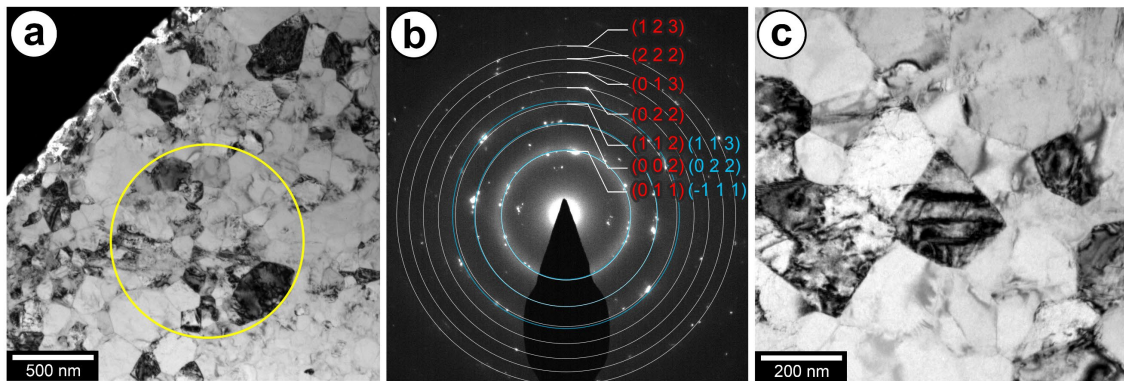 a
500 nm
b
(1 2 3)
(2 2 2)
(0 1 3)
(0 2 2)
(1 1 2) (1 1 3)
(0 0 2) (0 2 2)
(0 1 1) (-1 1 1)
c
200 nm